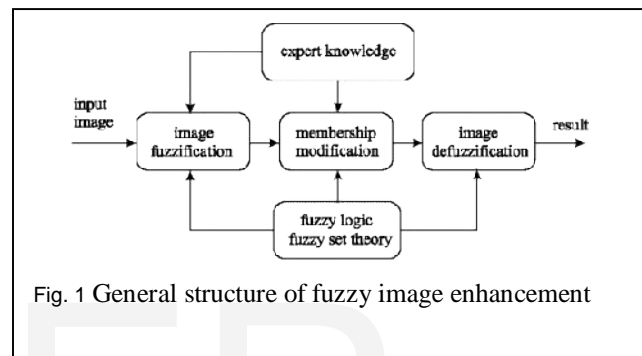 expert knowledge
input
image
image
fuzzification
membership
modification
image
defuzzification
result
fuzzy logic
fuzzy set theory
Fig. 1 General structure of fuzzy image enhancement